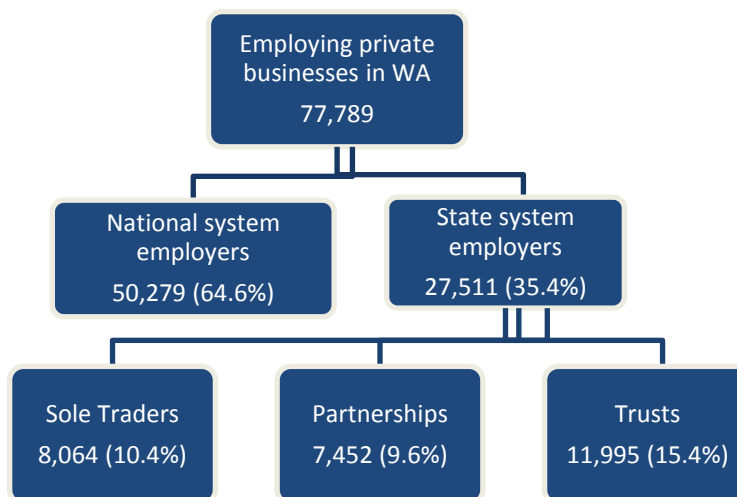 Employing private
businesses in WA
77,789
National system
employers
50,279 (64.6%)
State system
employers
27,511 (35.4%)
Sole Traders
8,064 (10.4%)
Partnerships
7,452 (9.6%)
Trusts
11,995 (15.4%)